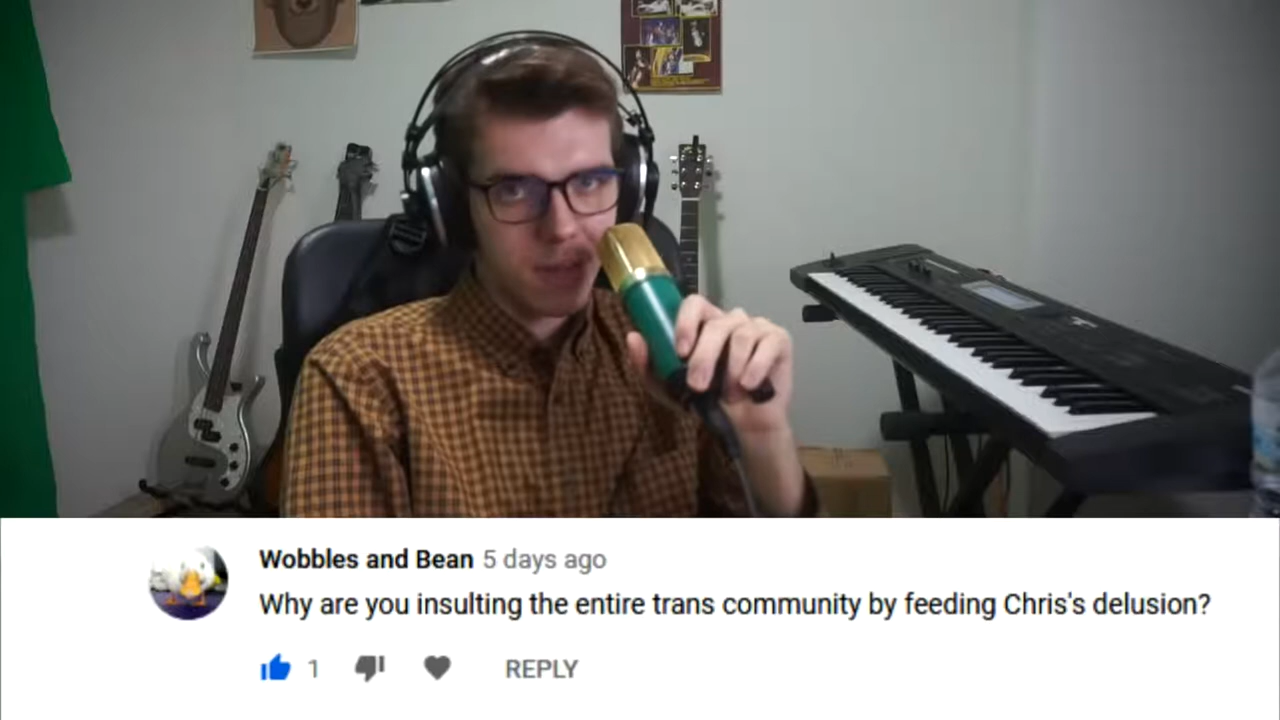 Wobbles and Bean 5 days ago
Why are you insulting the entire trans community by feeding Chris's delusion?
1
REPLY